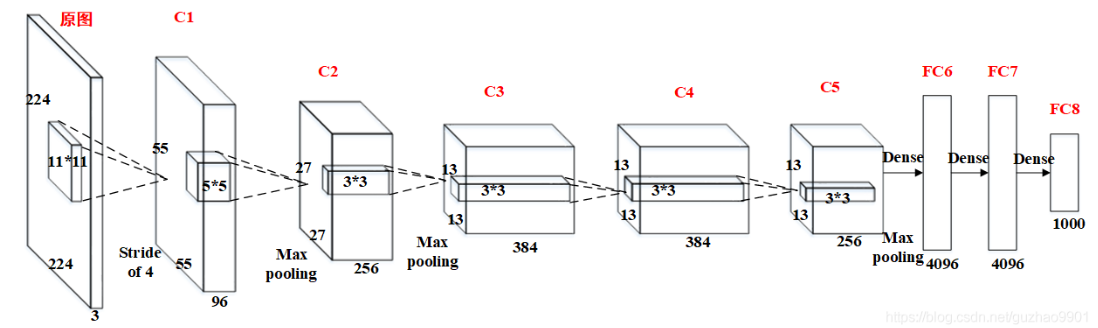 原图
C1
C2
C3
C4
C5
FC6
FC7
FC8
224
11*11
224
3
Stride
of 4
55
5*5
55
96
Max
pooling
27
3*3
27
256
Max
pooling
13
3*3
13
384
13
3*3
13
384
13
3*3
13
256
Max
pooling
Dense
4096
Dense
4096
Dense
1000
https://blog.csdn.net/guzhao9901